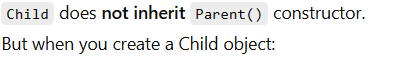 Child does not inherit Parent() constructor.
But when you create a Child object: